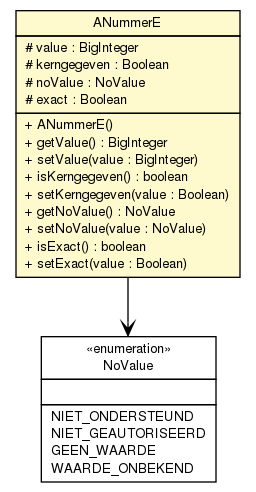 ANummerE
# value : BigInteger
# kerngegeven : Boolean
# noValue : NoValue
# exact : Boolean
+ ANummerE()
+ getValue() : BigInteger
+ setValue(value : BigInteger)
+ isKerngegeven() : boolean
+ setKerngegeven(value : Boolean)
+ getNoValue() : NoValue
+ setNoValue(value : NoValue)
+ isExact() : boolean
+ setExact(value : Boolean)
«enumeration»
NoValue
NIET_ONDERSTEUND
NIET_GEAUTORISEERD
GEEN_WAARDE
WAARDE_ONBEKEND